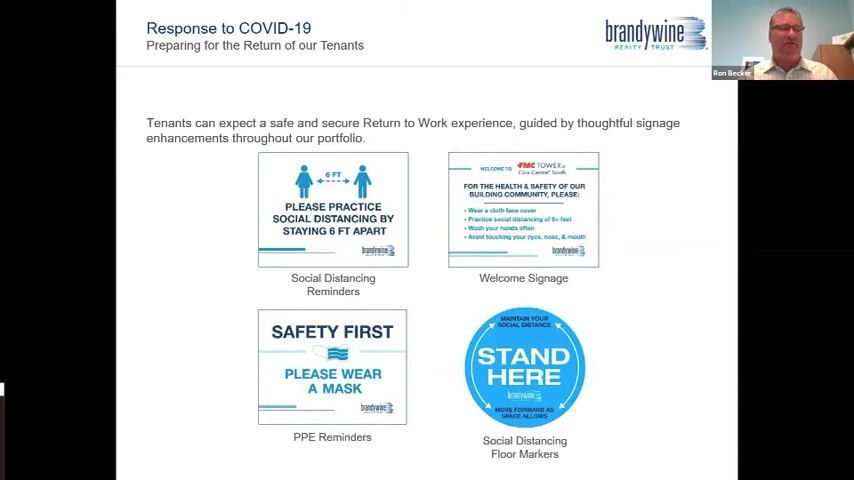 Response to COVID-19
Preparing for the Return of our Tenants
brandywine
REALTY TRUST
Ron Becker
Tenants can expect a safe and secure Return to Work experience, guided by thoughtful signage
enhancements throughout our portfolio.
6 FT
PLEASE PRACTICE
SOCIAL DISTANCING BY
STAYING 6 FT APART
brandywine
Social Distancing
Reminders
WELCOME TO FMC TOWER at
Cira Centre South
FOR THE HEALTH & SAFETY OF OUR
BUILDING COMMUNITY, PLEASE:
• Wear a cloth face cover
• Practice social distancing of 6+ feet
• Wash your hands often
• Avoid touching your eyes, nose, & mouth
brandywine
Welcome Signage
SAFETY FIRST
PLEASE WEAR
A MASK
brandywine
PPE Reminders
MAINTAIN YOUR
SOCIAL DISTANCE
STAND
HERE
brandywine
MOVE FORWARD AS
SPACE ALLOWS
Social Distancing
Floor Markers